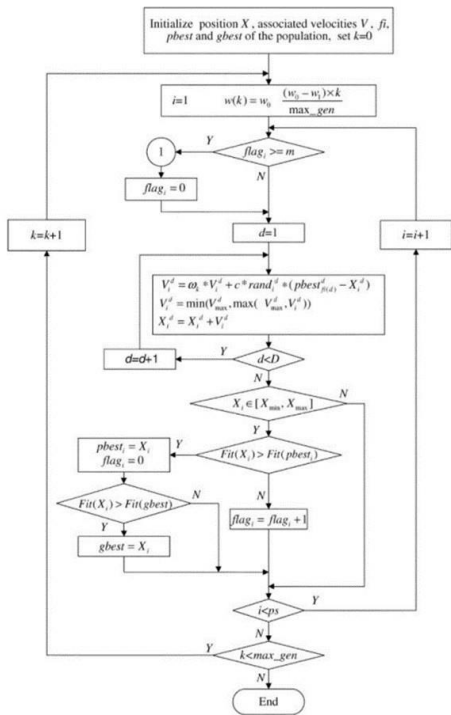 Initialize position X , associated velocities V , fi,
pbest and gbest of the population, set k=0
i=1 w(k) = w₀ (w₀ − w₁)×k / max_gen
Y
1
flagᵢ >= m
flagᵢ = 0
N
k=k+1
d=1
i=i+1
Vᵢᵈ = ωₖ * Vᵢᵈ + c * randᵢᵈ * (pbestᵈ_fi(d) − Xᵢᵈ)
Vᵢᵈ = min(Vᵈmax, max( Vᵈmax, Vᵢᵈ))
Xᵢᵈ = Xᵢᵈ + Vᵢᵈ
d=d+1
Y
d<D
N
Xᵢ ∈ [Xmin, Xmax]
N
Y
pbestᵢ = Xᵢ
flagᵢ = 0
Y
Fit(Xᵢ) > Fit(pbestᵢ)
Fit(Xᵢ) > Fit(gbest)
N
N
flagᵢ = flagᵢ +1
Y
gbest = Xᵢ
i<ps
Y
N
Y
k<max_gen
N
End